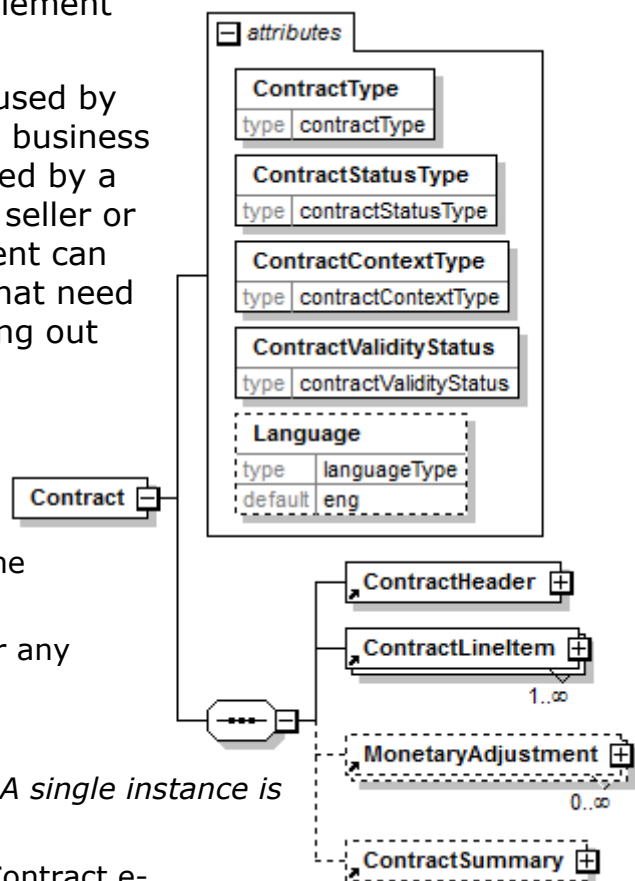 lement
used by
business
ed by a
seller or
ent can
hat need
ng out
ne
r any
A single instance is
Contract e-
attributes
ContractType
type contractType
ContractStatusType
type contractStatusType
ContractContextType
type contractContextType
ContractValidityStatus
type contractValidityStatus
Language
type languageType
default eng
Contract
ContractHeader
ContractLineItem
1..∞
MonetaryAdjustment
0..∞
ContractSummary